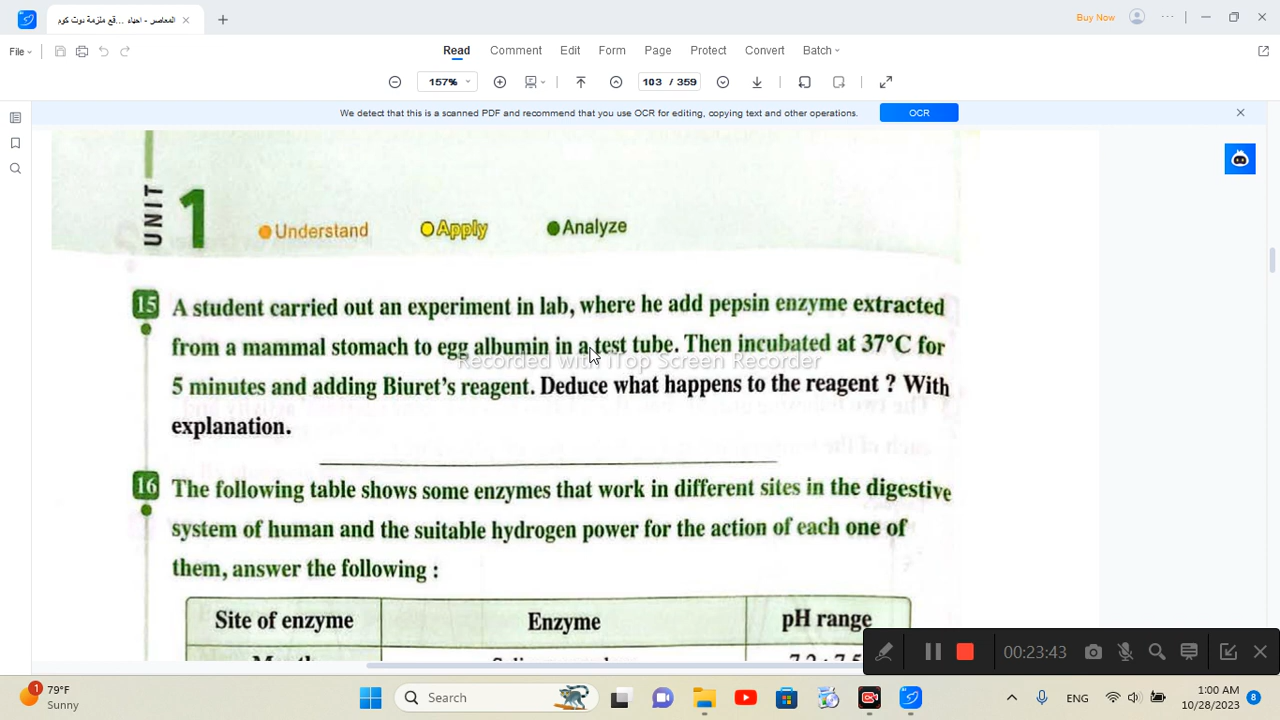 المعاصر - احياء ...قع ملزمة دوت كوم
Buy Now
File
Read Comment Edit Form Page Protect Convert Batch
157% 103 / 359
We detect that this is a scanned PDF and recommend that you use OCR for editing, copying text and other operations. OCR
UNIT 1 Understand Apply Analyze
15 A student carried out an experiment in lab, where he add pepsin enzyme extracted
from a mammal stomach to egg albumin in a test tube. Then incubated at 37°C for
Recorded with iTop Screen Recorder
5 minutes and adding Biuret's reagent. Deduce what happens to the reagent ? With
explanation.
16 The following table shows some enzymes that work in different sites in the digestive
system of human and the suitable hydrogen power for the action of each one of
them, answer the following :
Site of enzyme Enzyme pH range
00:23:43
1 79°F
Sunny
Search
ENG
1:00 AM
10/28/2023
8